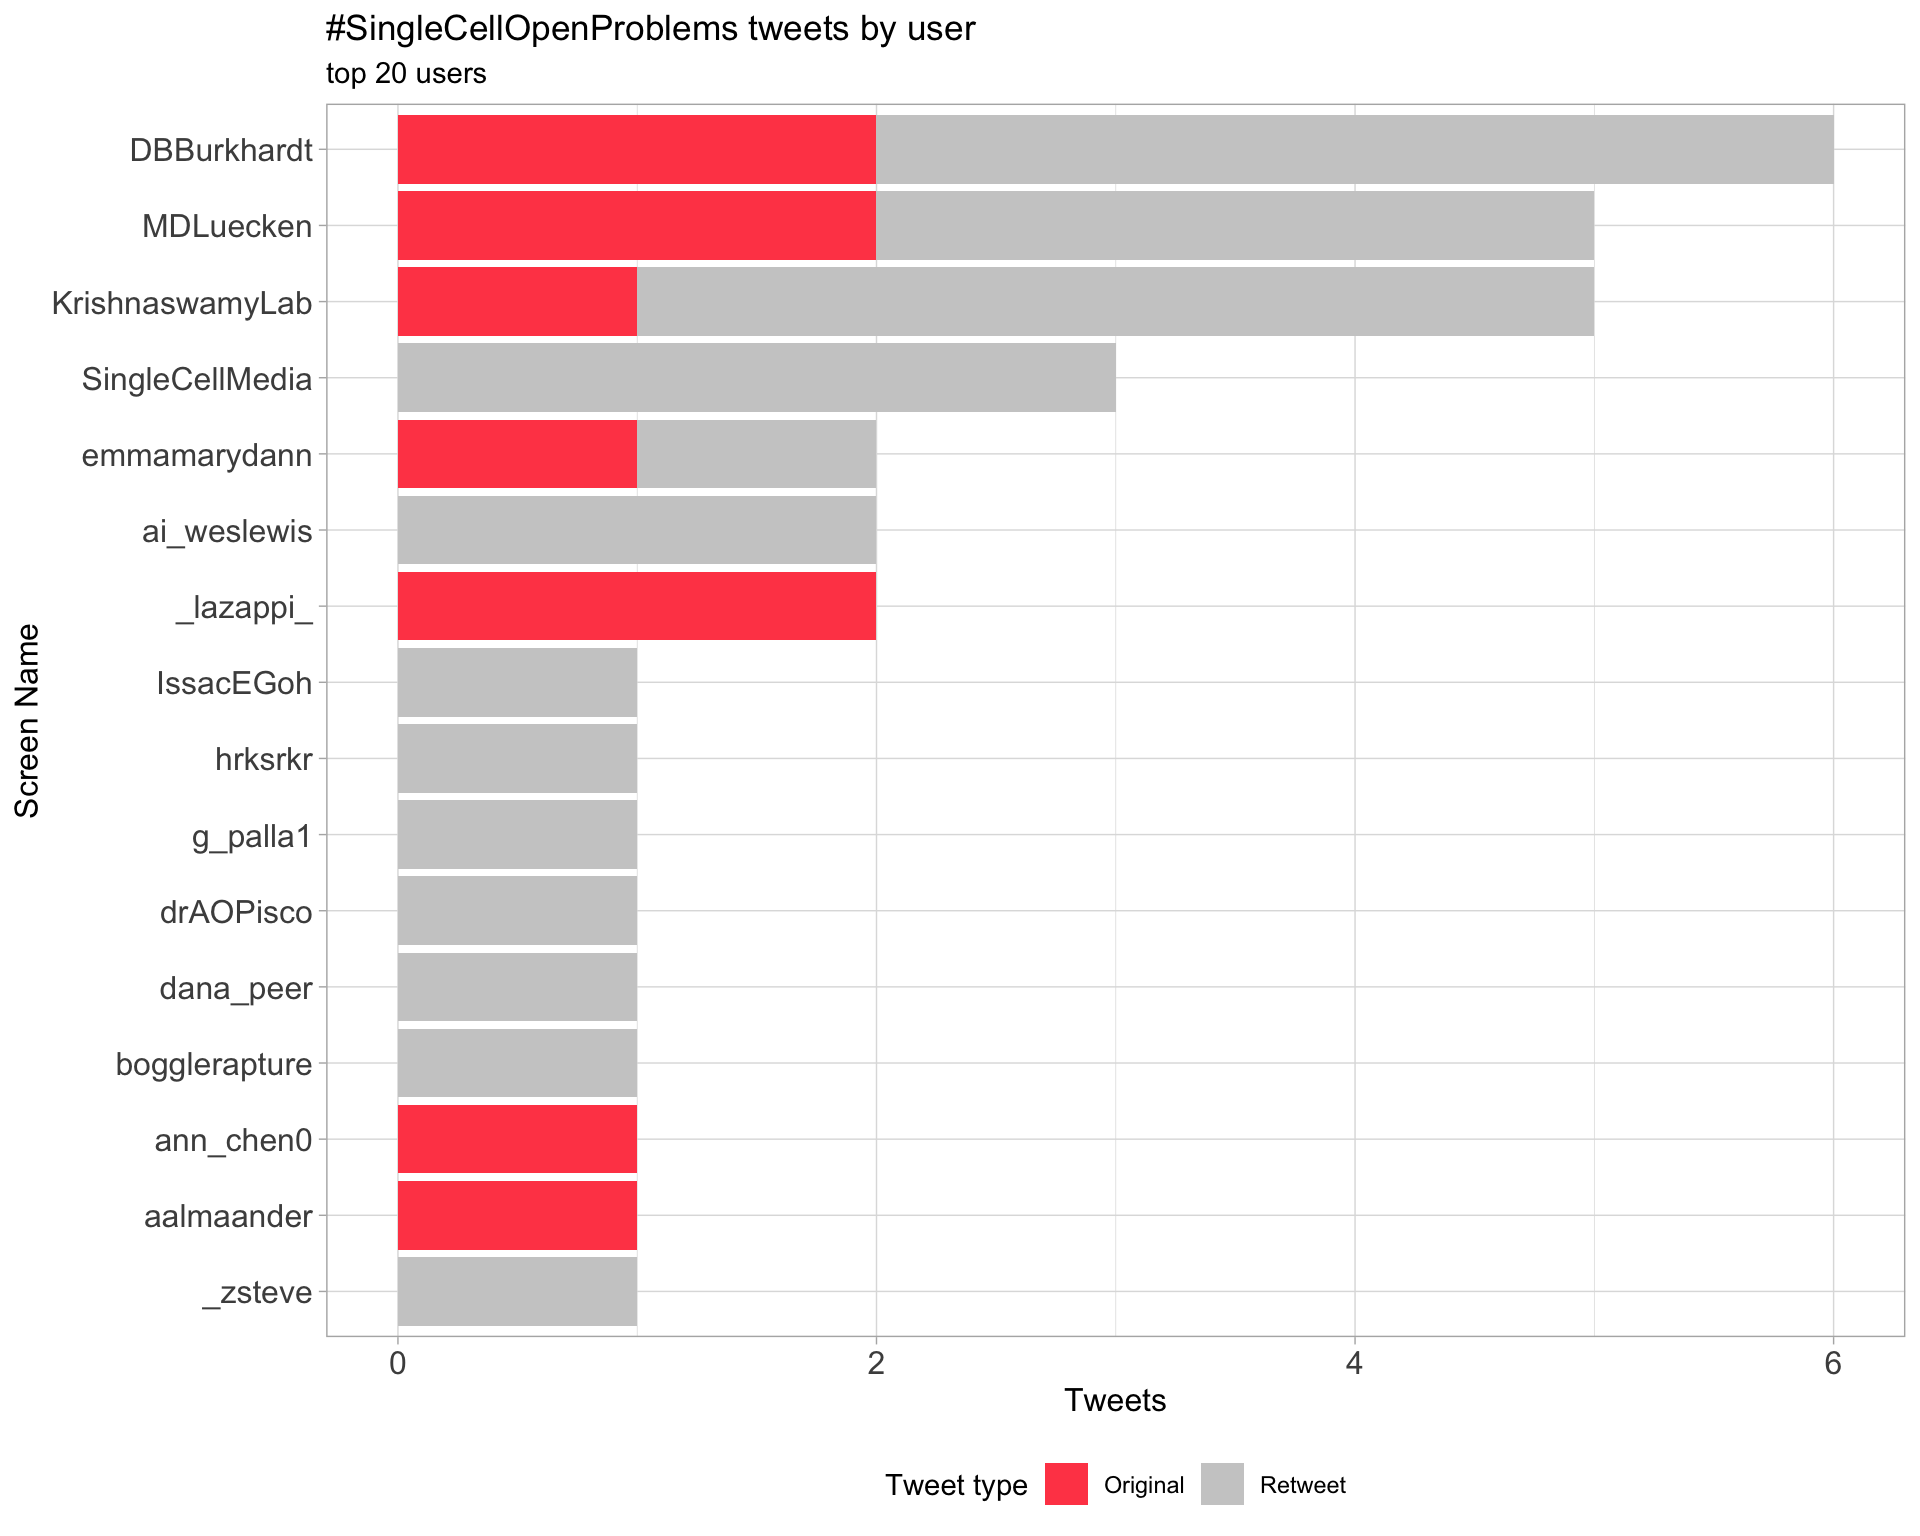 #SingleCellOpenProblems tweets by user
top 20 users
Screen Name
DBBurkhardt
MDLuecken
KrishnaswamyLab
SingleCellMedia
emmamarydann
ai_weslewis
_lazappi_
IssacEGoh
hrksrkr
g_palla1
drAOPisco
dana_peer
bogglerapture
ann_chen0
aalmaander
_zsteve
0 2 4 6
Tweets
Tweet type Original Retweet